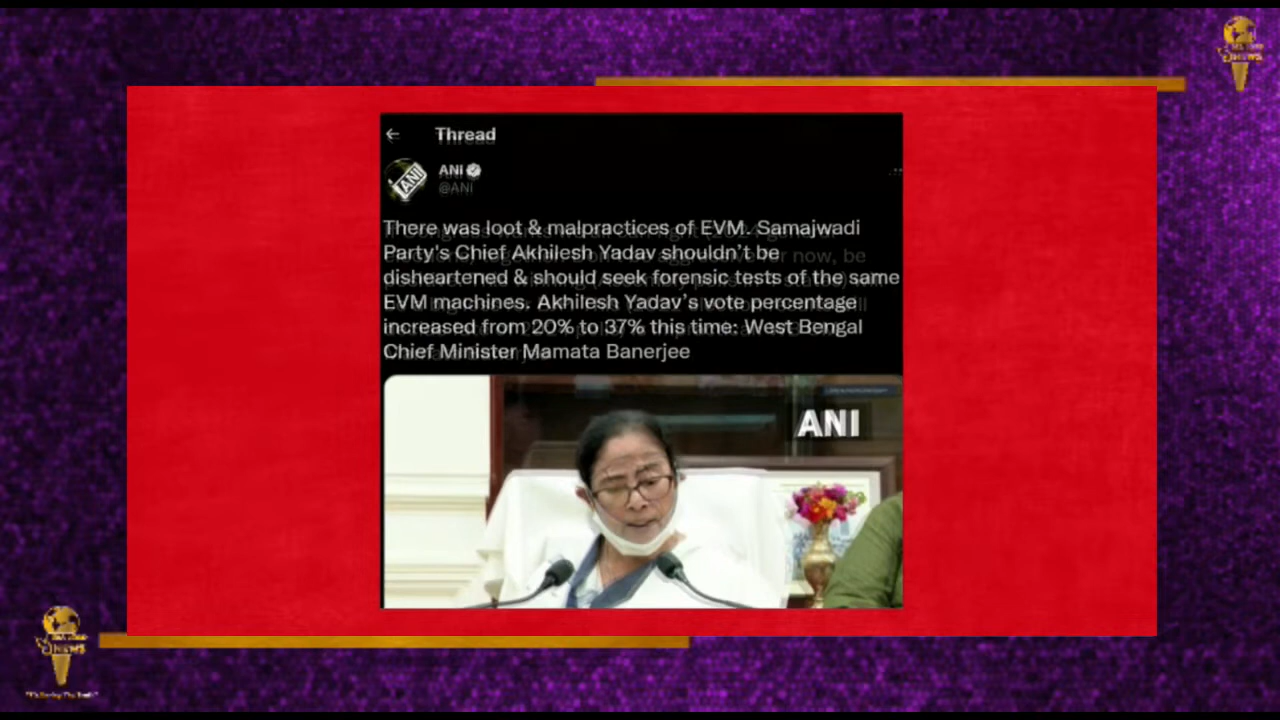 Thread
ANI
@ANI
There was loot & malpractices of EVM. Samajwadi
Party's Chief Akhilesh Yadav shouldn't be
disheartened & should seek forensic tests of the same
EVM machines. Akhilesh Yadav's vote percentage
increased from 20% to 37% this time: West Bengal
Chief Minister Mamata Banerjee
ANI